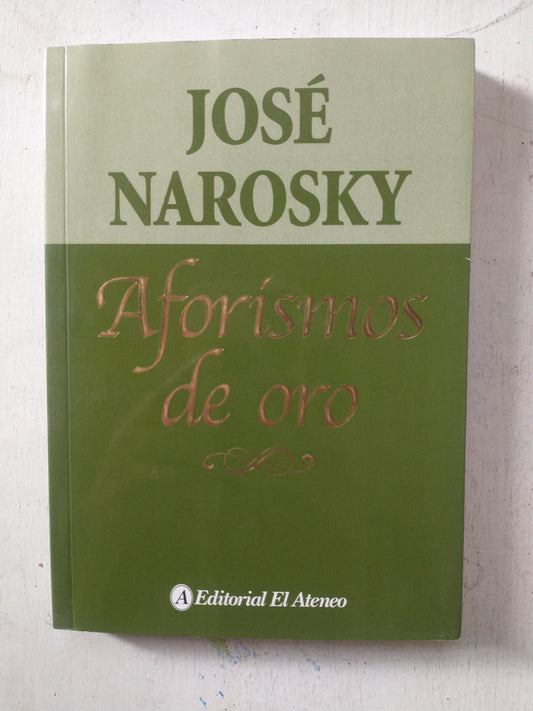 JOSÉ
NAROSKY
Aforismos
de oro
A Editorial El Ateneo